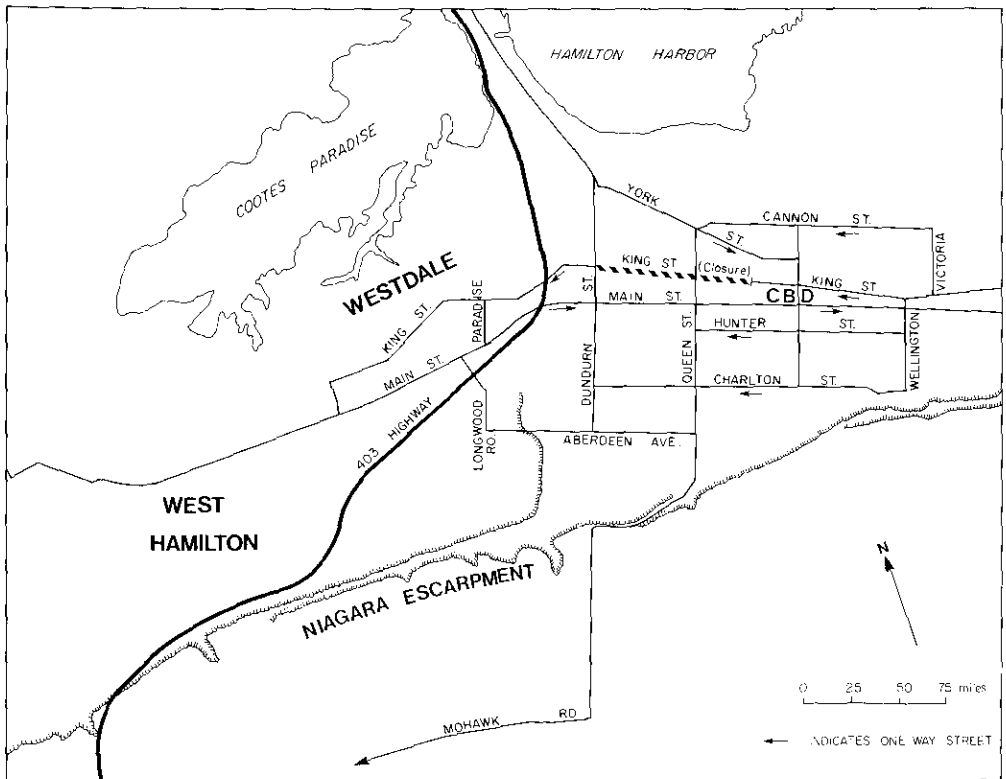 HAMILTON HARBOR
COOTES PARADISE
YORK
ST.
CANNON ST.
VICTORIA
KING ST.
(Closure)
KING ST
WESTDALE
CBD
ST.
MAIN ST.
PARADISE
KING ST.
HUNTER ST.
MAIN ST.
DUNDURN
QUEEN ST.
WELLINGTON
CHARLTON ST.
403 HIGHWAY
LONGWOOD
RO.
ABERDEEN AVE.
WEST
HAMILTON
NIAGARA ESCARPMENT
N
0 25 50 75 miles
MOHAWK RD
INDICATES ONE WAY STREET